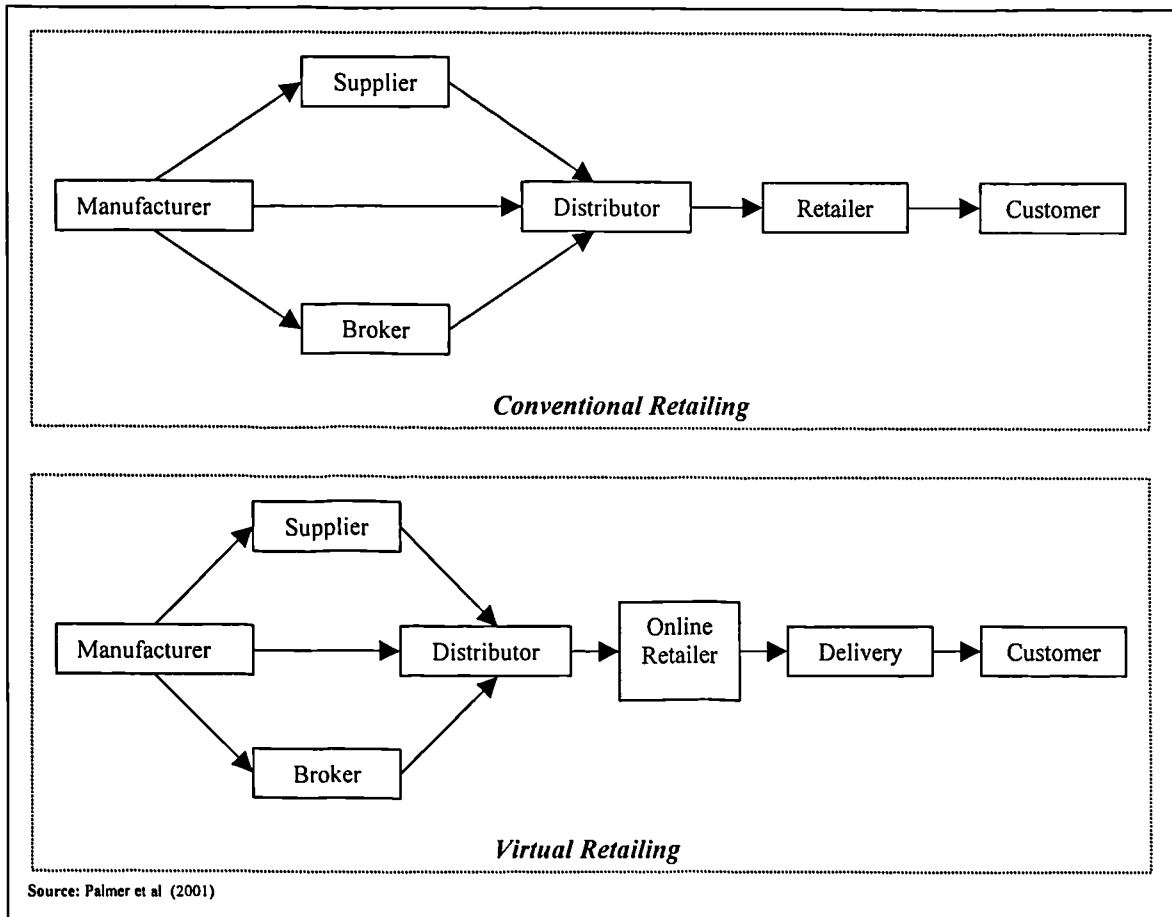 Supplier
Manufacturer
Distributor
Retailer
Customer
Broker
Conventional Retailing
Supplier
Manufacturer
Distributor
Online
Retailer
Delivery
Customer
Broker
Virtual Retailing
Source: Palmer et al (2001)